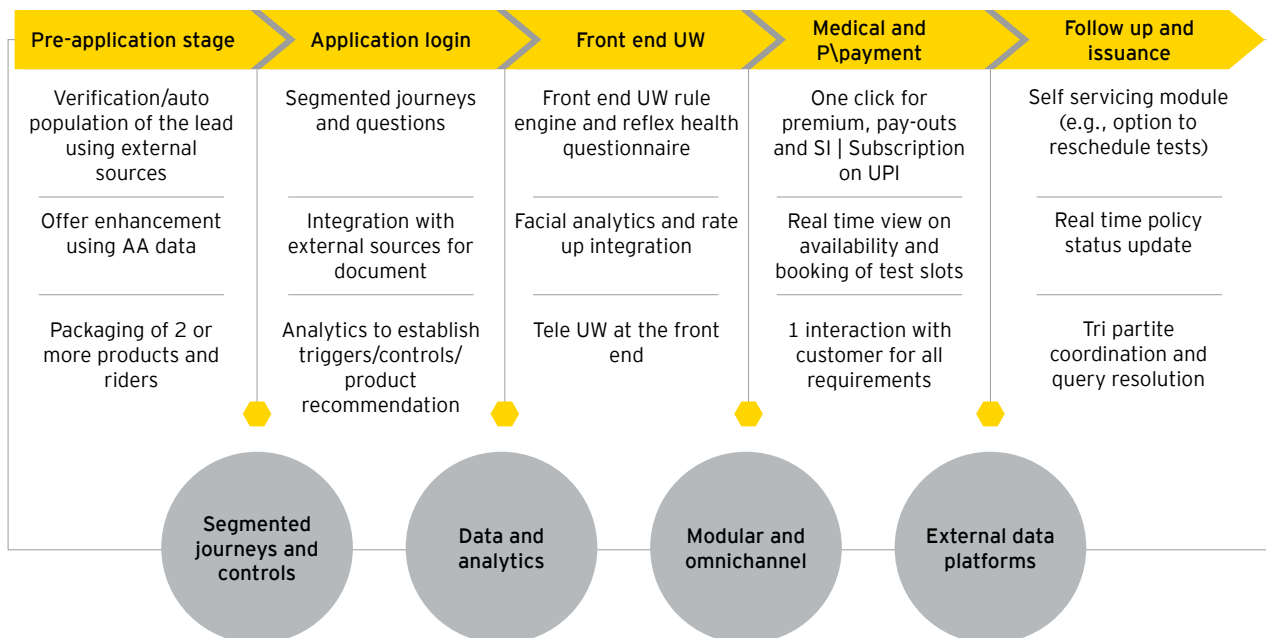 Pre-application stage
Application login
Front end UW
Medical and
P\payment
Follow up and
issuance
Verification/auto
population of the lead
using external
sources
Offer enhancement
using AA data
Packaging of 2 or
more products and
riders
Segmented journeys
and questions
Integration with
external sources for
document
Analytics to establish
triggers/controls/
product
recommendation
Front end UW rule
engine and reflex health
questionnaire
Facial analytics and rate
up integration
Tele UW at the front
end
One click for
premium, pay-outs
and SI | Subscription
on UPI
Real time view on
availability and
booking of test slots
1 interaction with
customer for all
requirements
Self servicing module
(e.g., option to
reschedule tests)
Real time policy
status update
Tri partite
coordination and
query resolution
Segmented
journeys and
controls
Data and
analytics
Modular and
omnichannel
External data
platforms